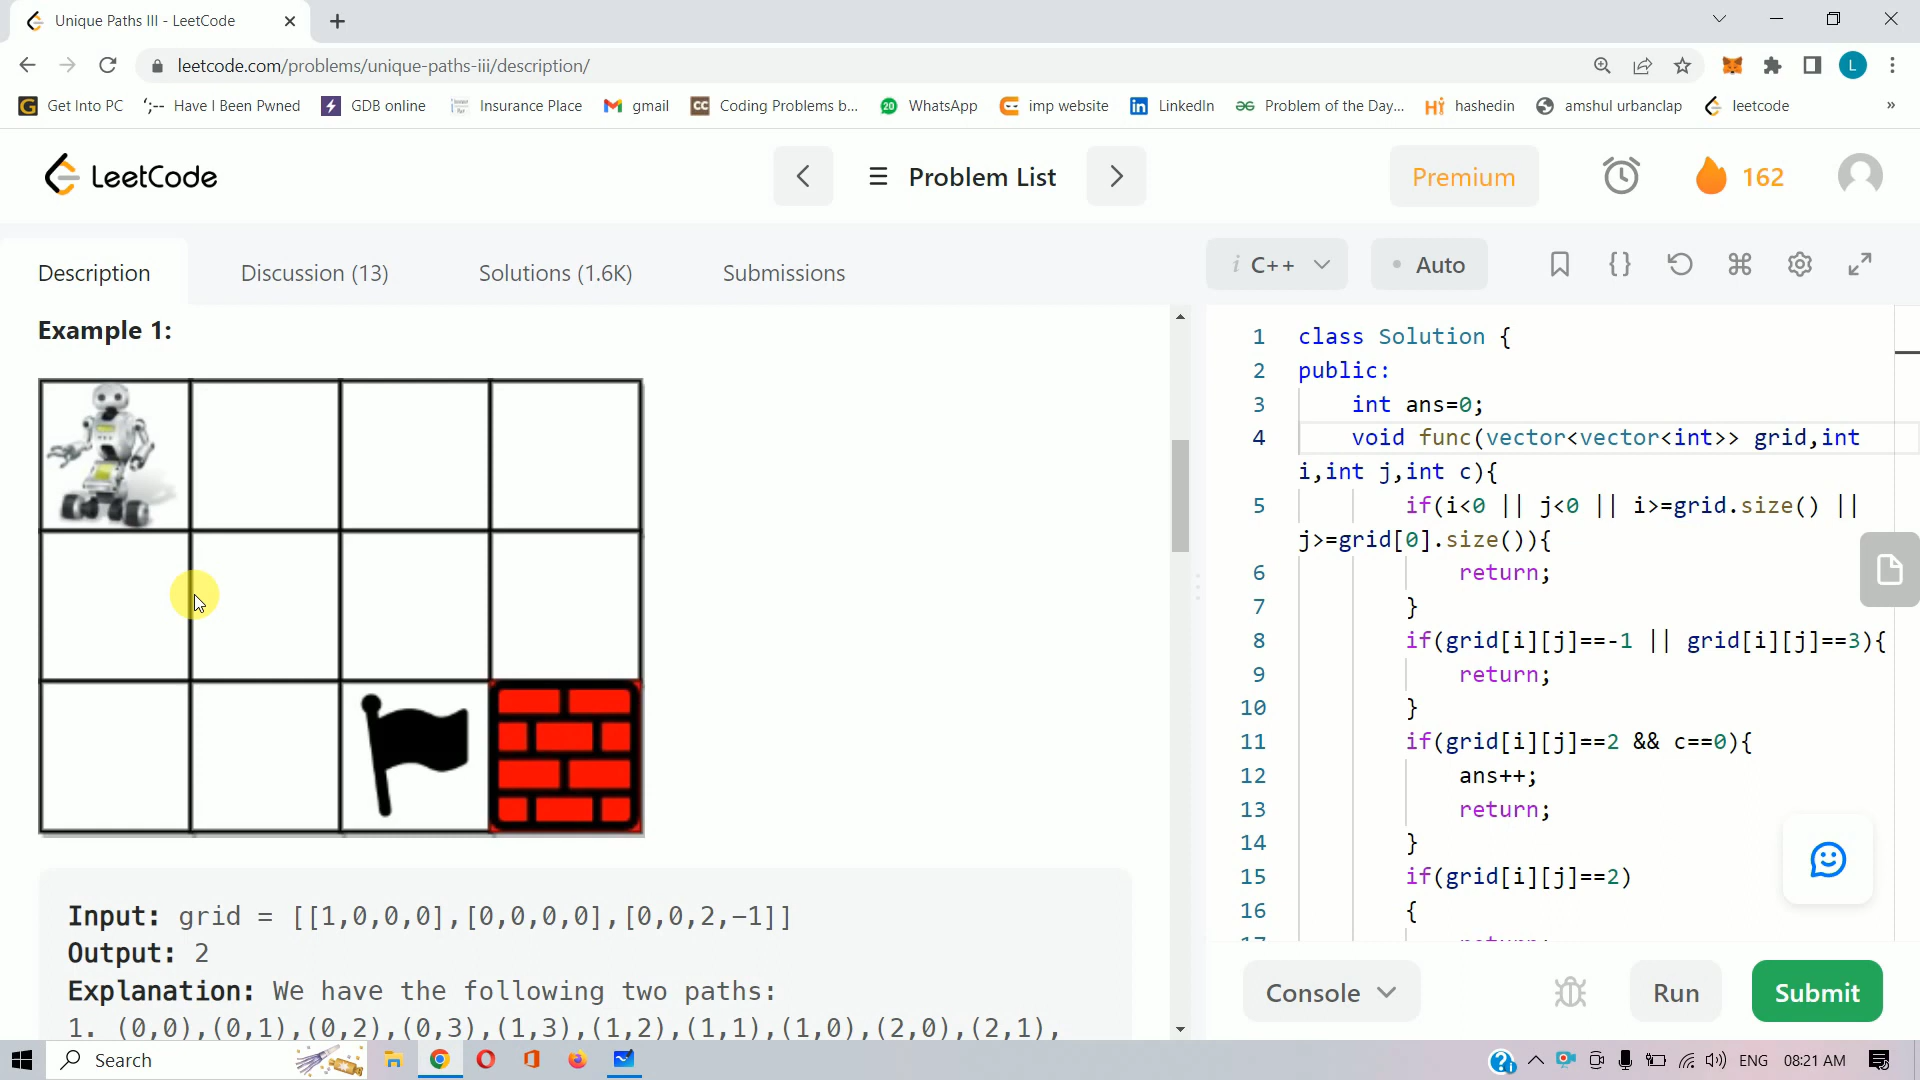 Unique Paths III - LeetCode
leetcode.com/problems/unique-paths-iii/description/
L
Get Into PC
Have I Been Pwned
GDB online
Insurance Place
gmail
Coding Problems b...
WhatsApp
imp website
LinkedIn
Problem of the Day...
hashedin
amshul urbanclap
leetcode
»
LeetCode
Problem List
Premium
162
Description
Discussion (13)
Solutions (1.6K)
Submissions
i C++
Auto
Example 1:
Input: grid = [[1,0,0,0],[0,0,0,0],[0,0,2,-1]]
Output: 2
Explanation: We have the following two paths:
1. (0,0),(0,1),(0,2),(0,3),(1,3),(1,2),(1,1),(1,0),(2,0),(2,1),
1 class Solution {
2 public:
3 int ans=0;
4 void func(vector<vector<int>> grid,int
i,int j,int c){
5 if(i<0 || j<0 || i>=grid.size() ||
j>=grid[0].size()){
6 return;
7 }
8 if(grid[i][j]==-1 || grid[i][j]==3){
9 return;
10 }
11 if(grid[i][j]==2 && c==0){
12 ans++;
13 return;
14 }
15 if(grid[i][j]==2)
16 {
Console
Run
Submit
Search
ENG
08:21 AM